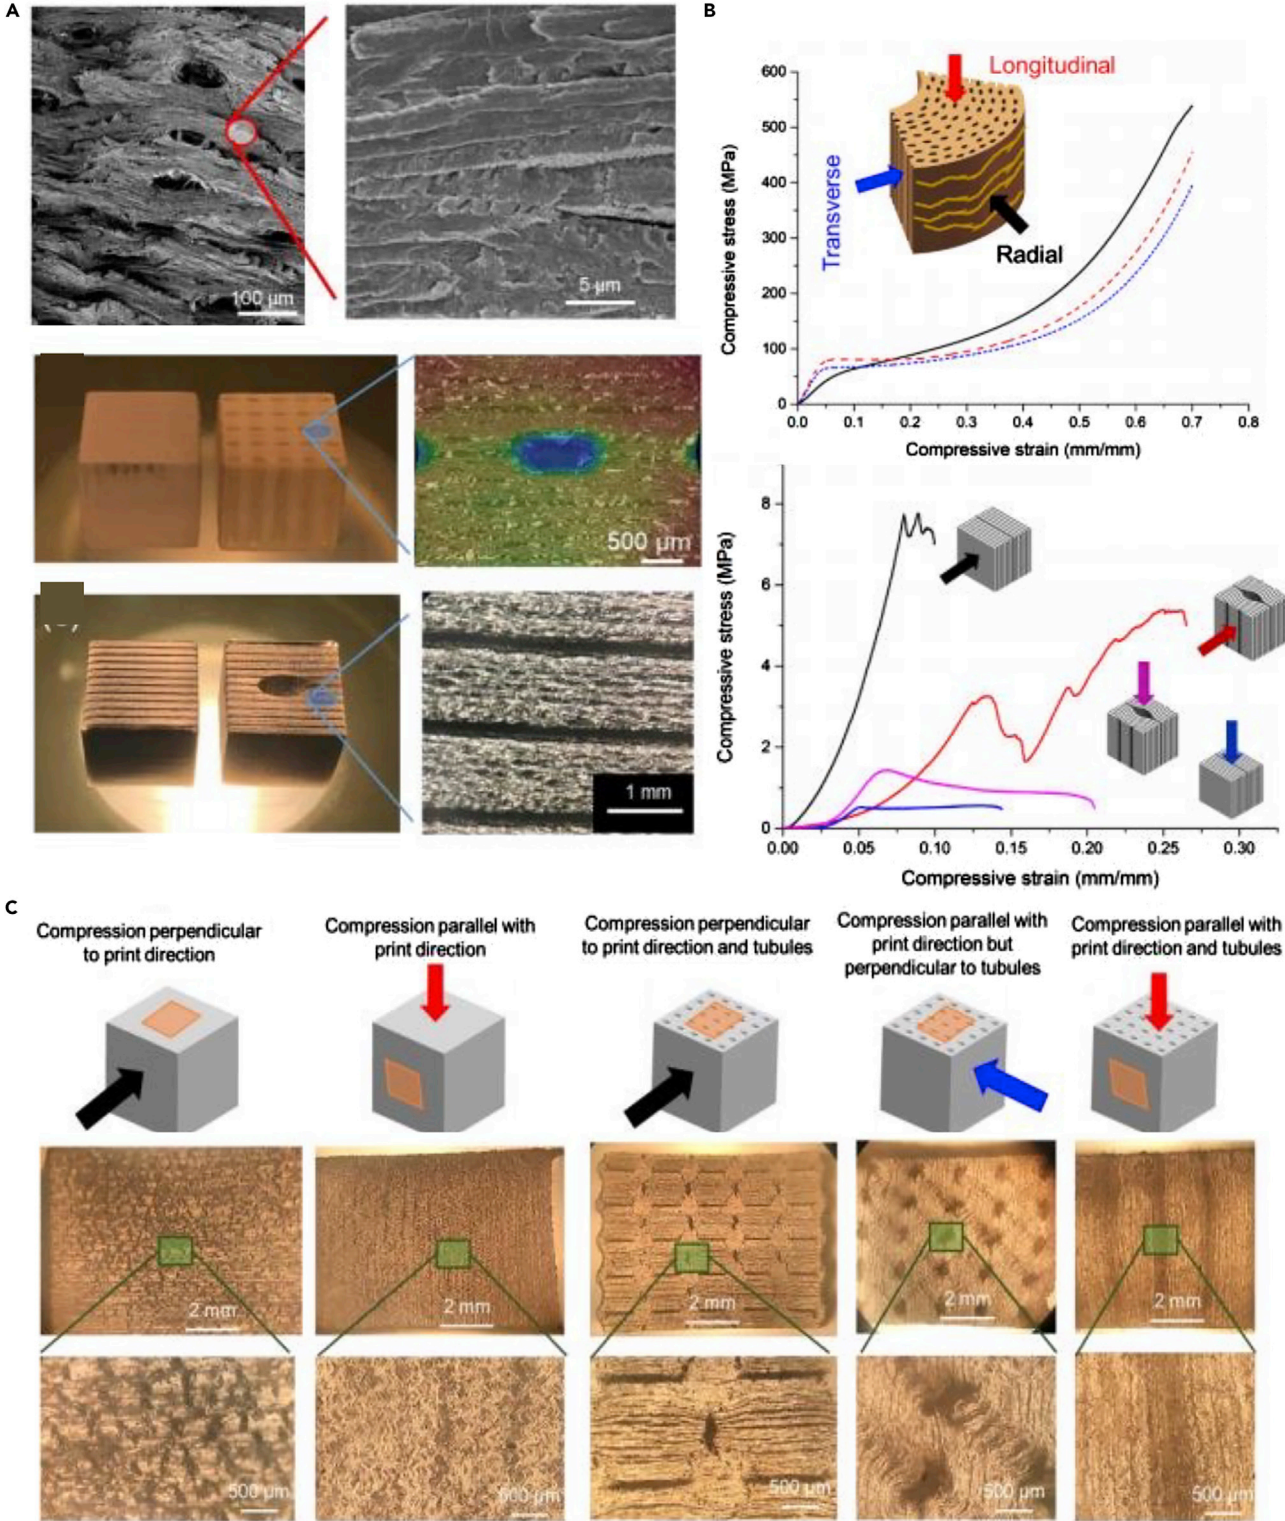 A
100 µm
5 µm
500 µm
1 mm
B
600
500
400
300
200
100
0
Compressive stress (MPa)
Longitudinal
Transverse
Radial
0.0 0.1 0.2 0.3 0.4 0.5 0.6 0.7 0.8
Compressive strain (mm/mm)
8
6
4
2
0
Compressive stress (MPa)
0.00 0.05 0.10 0.15 0.20 0.25 0.30
Compressive strain (mm/mm)
C
Compression perpendicular
to print direction
Compression parallel with
print direction
Compression perpendicular
to print direction and tubules
Compression parallel with
print direction but
perpendicular to tubules
Compression parallel with
print direction and tubules
2 mm
2 mm
2 mm
2 mm
2 mm
500 µm
500 µm
500 µm
500 µm
500 µm